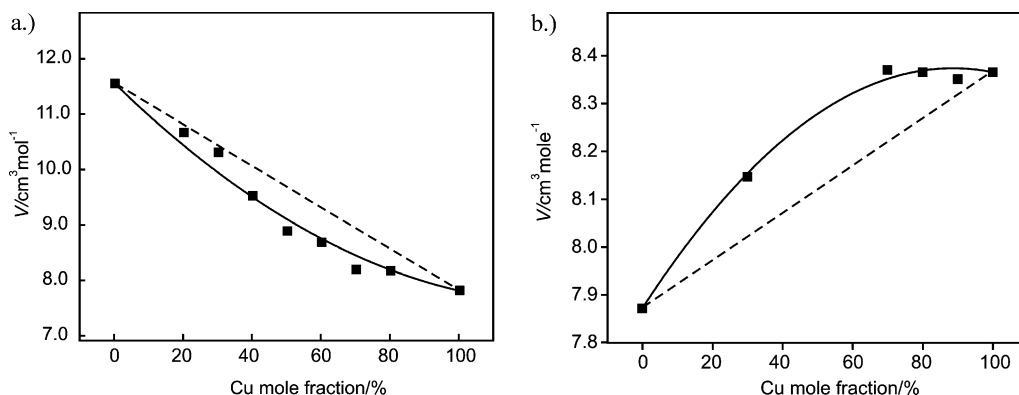 a.)
12.0
11.0
10.0
9.0
8.0
7.0
V/cm³mol⁻¹
0 20 40 60 80 100
Cu mole fraction/%
b.)
8.4
8.3
8.2
8.1
8.0
7.9
7.8
V/cm³mole⁻¹
0 20 40 60 80 100
Cu mole fraction/%